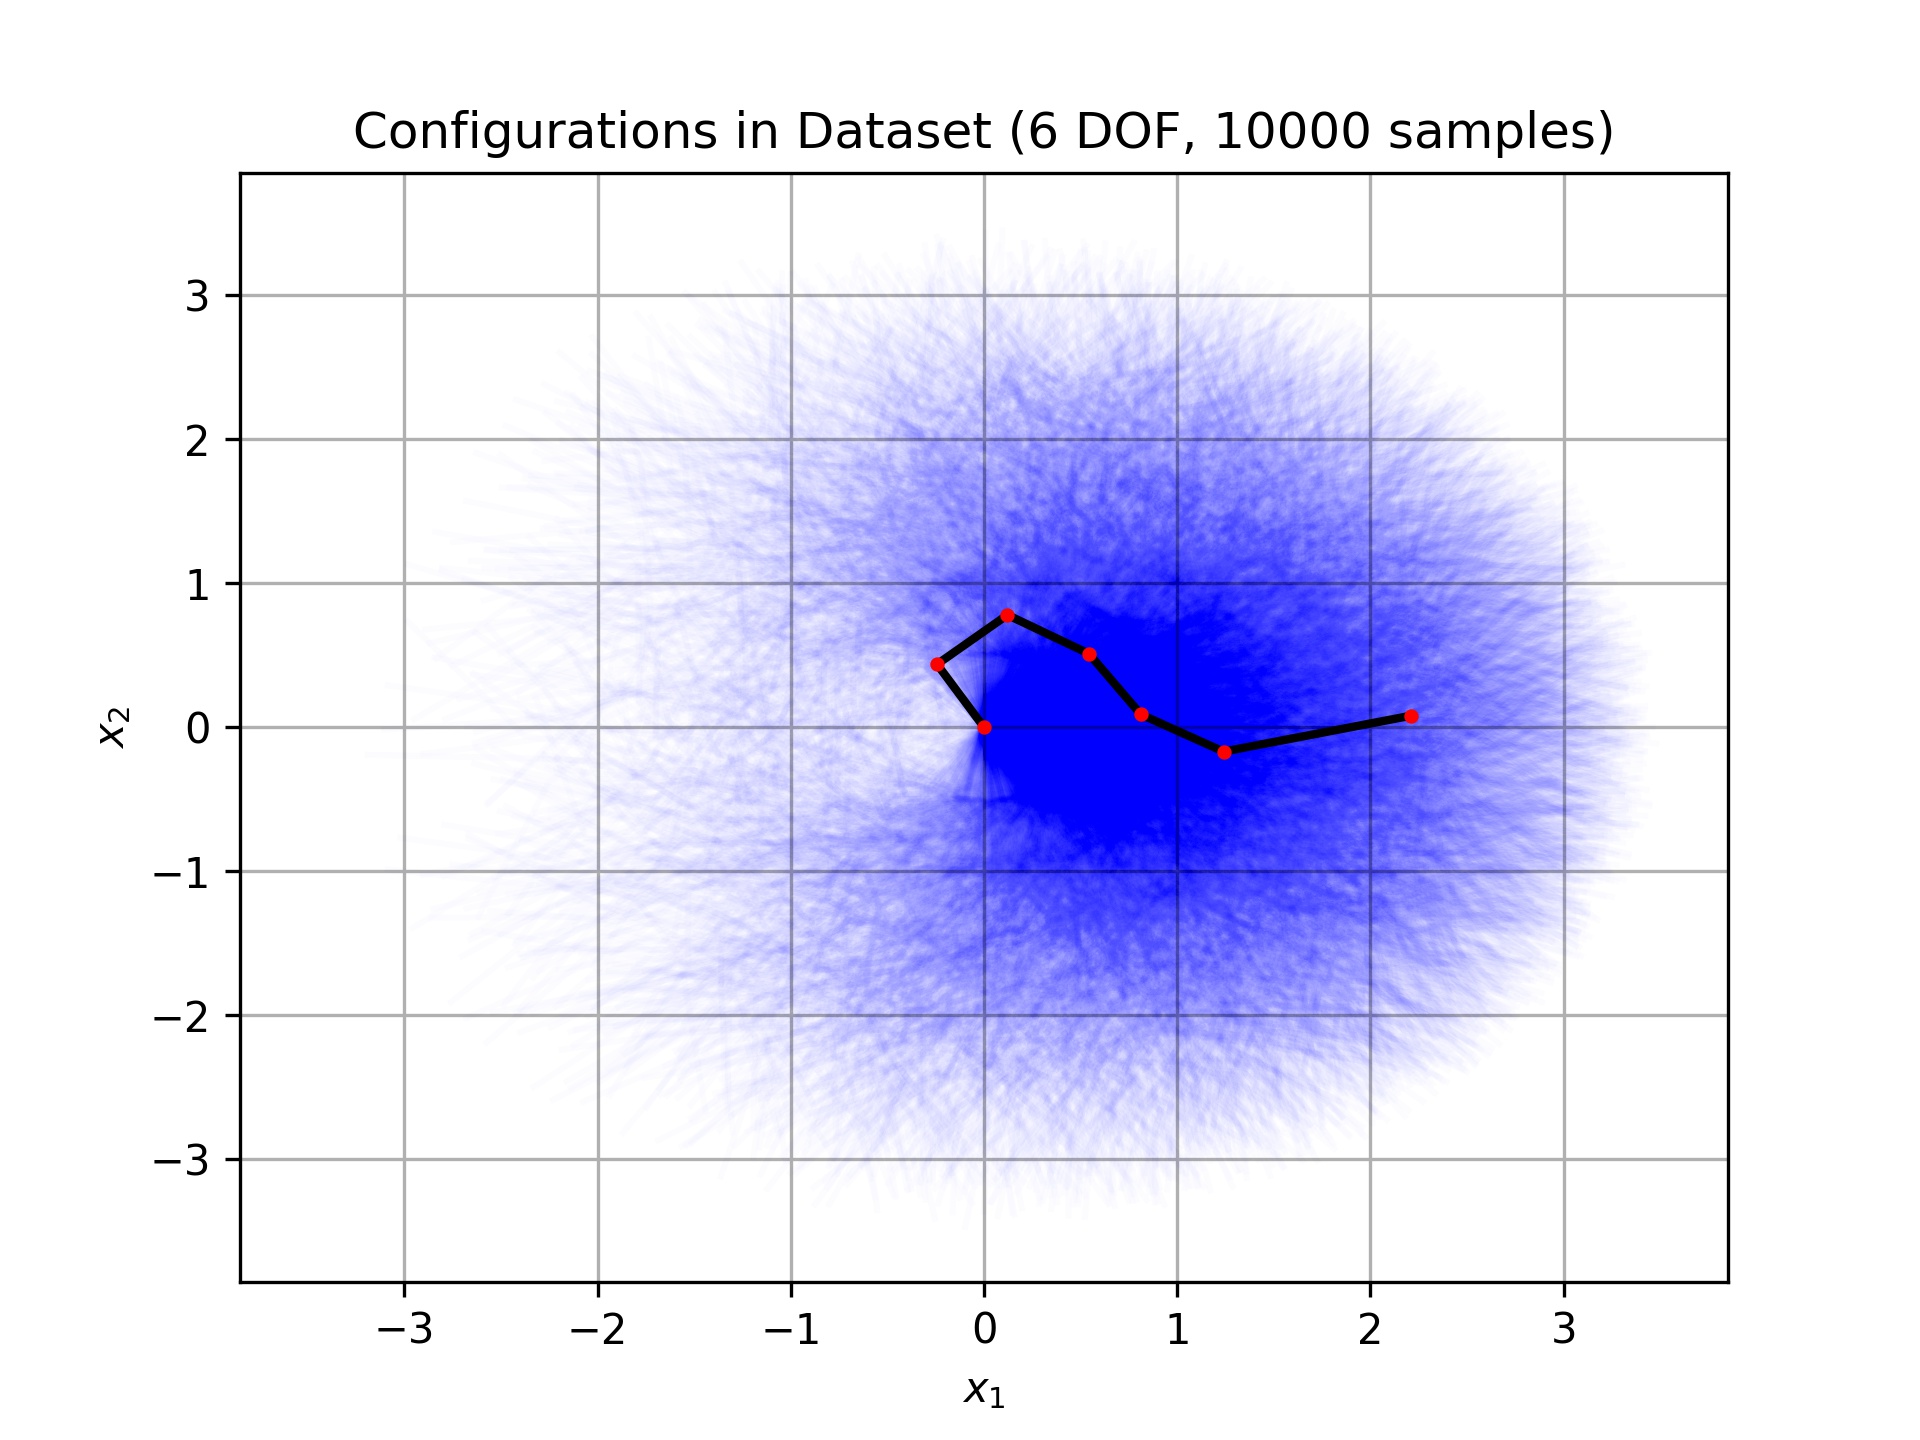 Configurations in Dataset (6 DOF, 10000 samples)
3
2
1
0
−1
−2
−3
x₂
−3 −2 −1 0 1 2 3
x₁